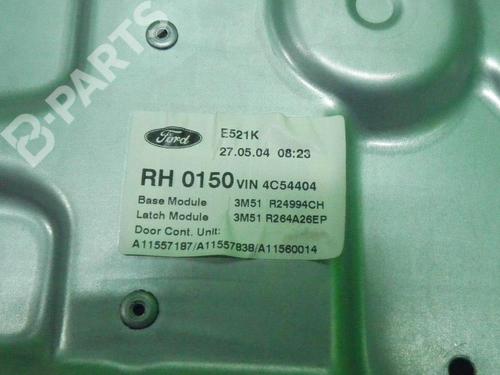 B-PARTS
Ford
E521K
27.05.04 08:23
RH 0150 VIN 4C54404
Base Module 3M51 R24994CH
Latch Module 3M51 R264A26EP
Door Cont. Unit:
A11557187/A11557838/A11560014